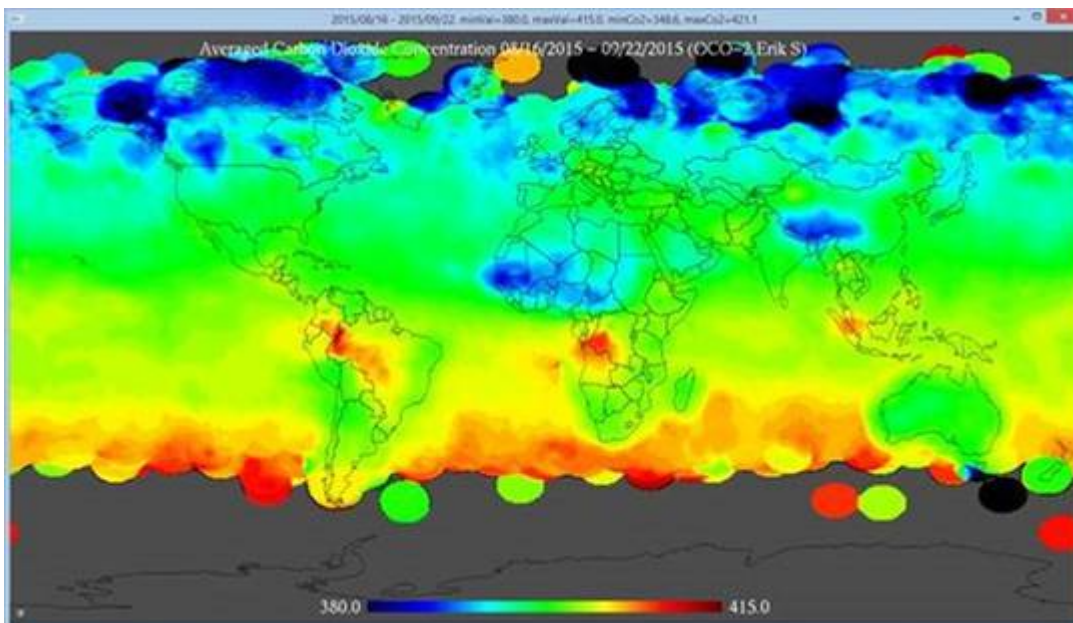 2015/08/16 - 2015/09/22. minVal=380.0, maxVal=415.0, minCo2=348.6, maxCo2=421.1
Averaged Carbon Dioxide Concentration 08/16/2015 - 09/22/2015 (OCO-2,Erik S)
380.0 415.0